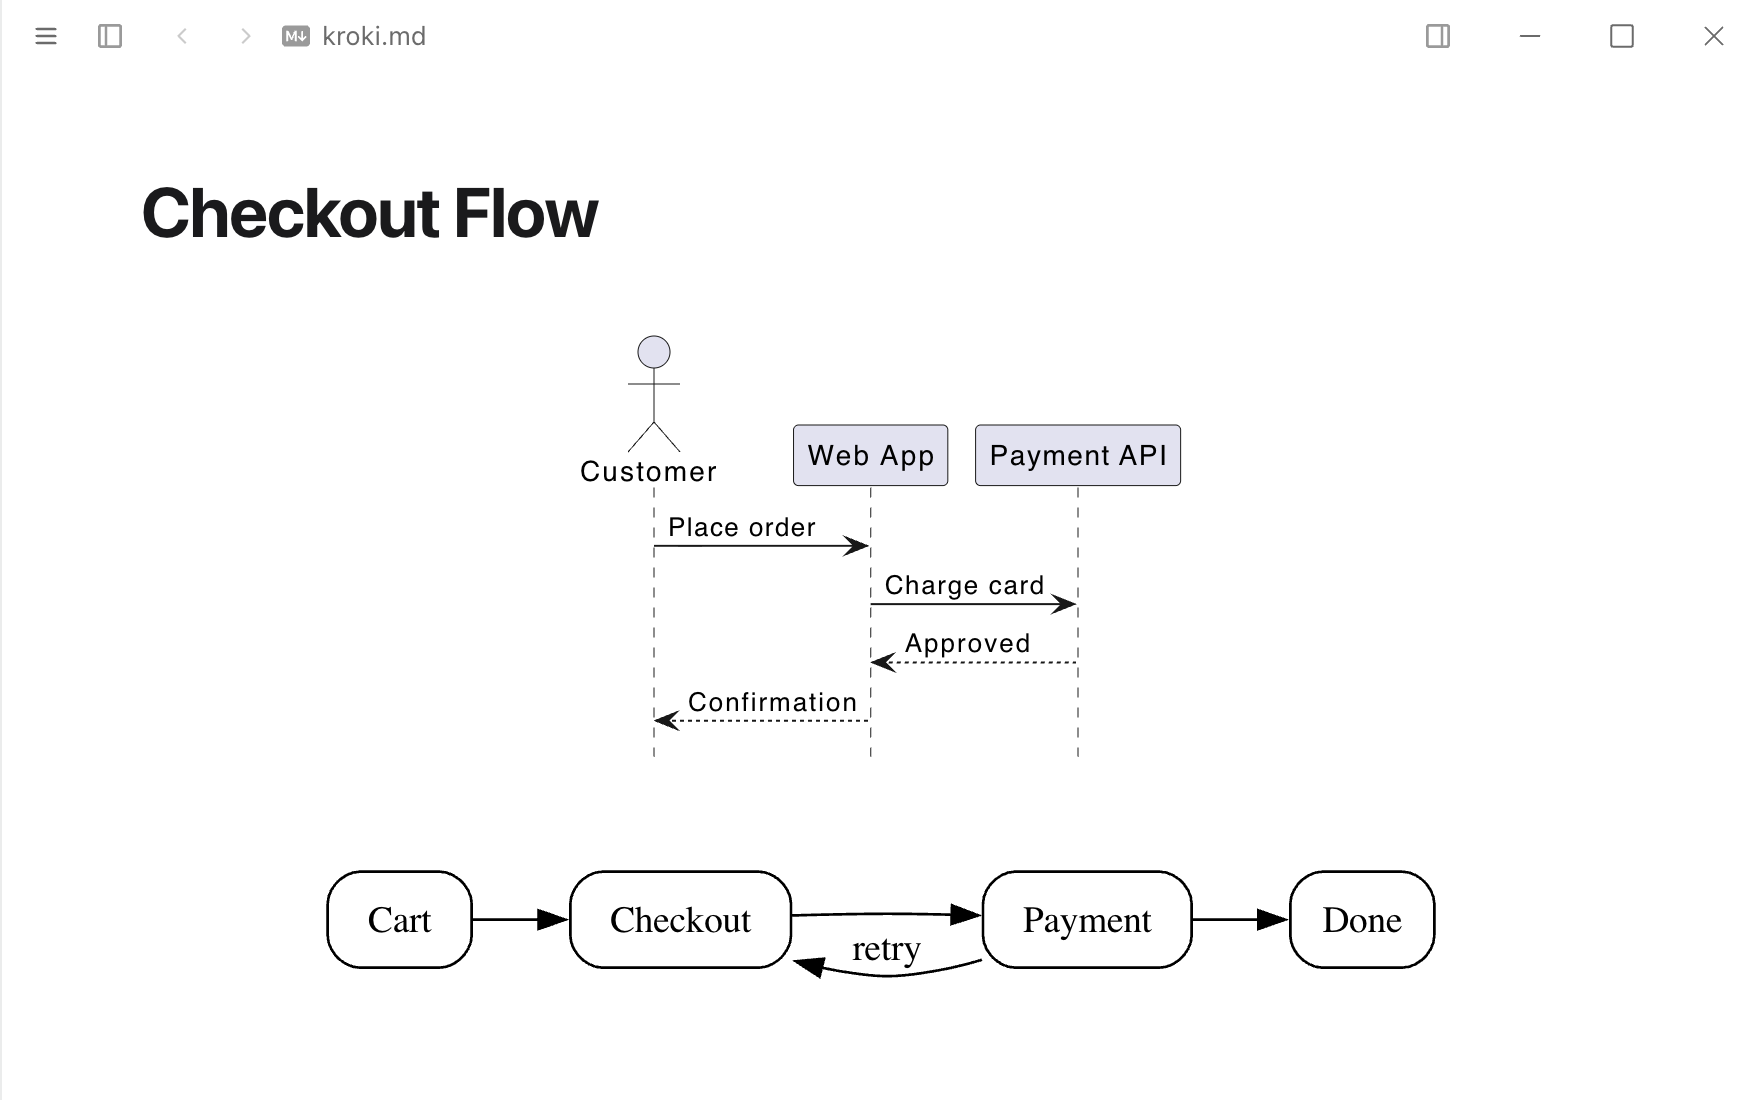 kroki.md
Checkout Flow
Customer
Web App
Payment API
Place order
Charge card
Approved
Confirmation
Cart
Checkout
retry
Payment
Done